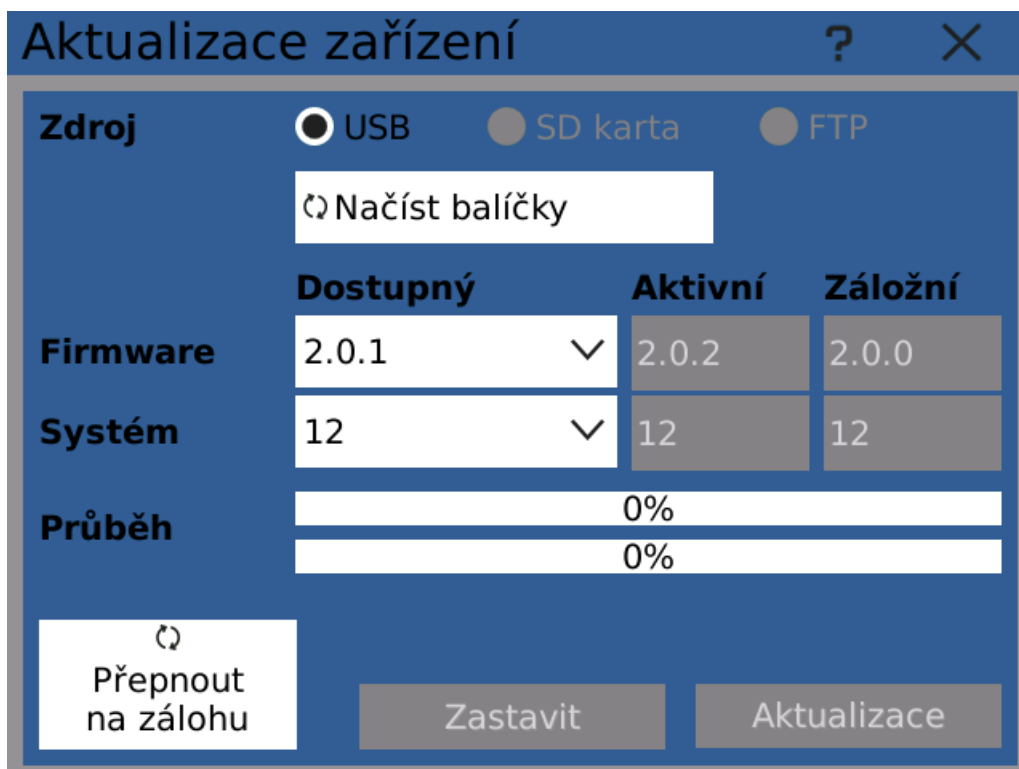 Aktualizace zařízení ?
Zdroj USB SD karta FTP
Načíst balíčky
Dostupný Aktivní Záložní
Firmware 2.0.1 2.0.2 2.0.0
Systém 12 12 12
Průběh 0%
0%
Přepnout
na zálohu
Zastavit Aktualizace